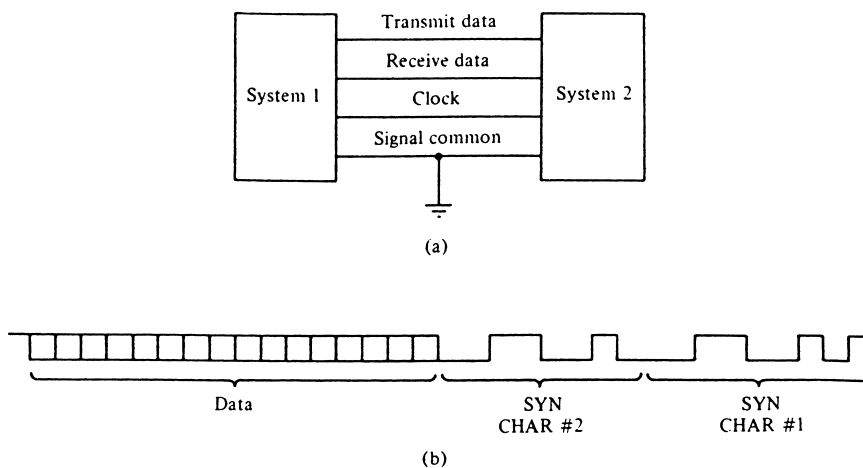 Transmit data
Receive data
System 1
Clock
System 2
Signal common
(a)
Data
SYN
CHAR #2
SYN
CHAR #1
(b)